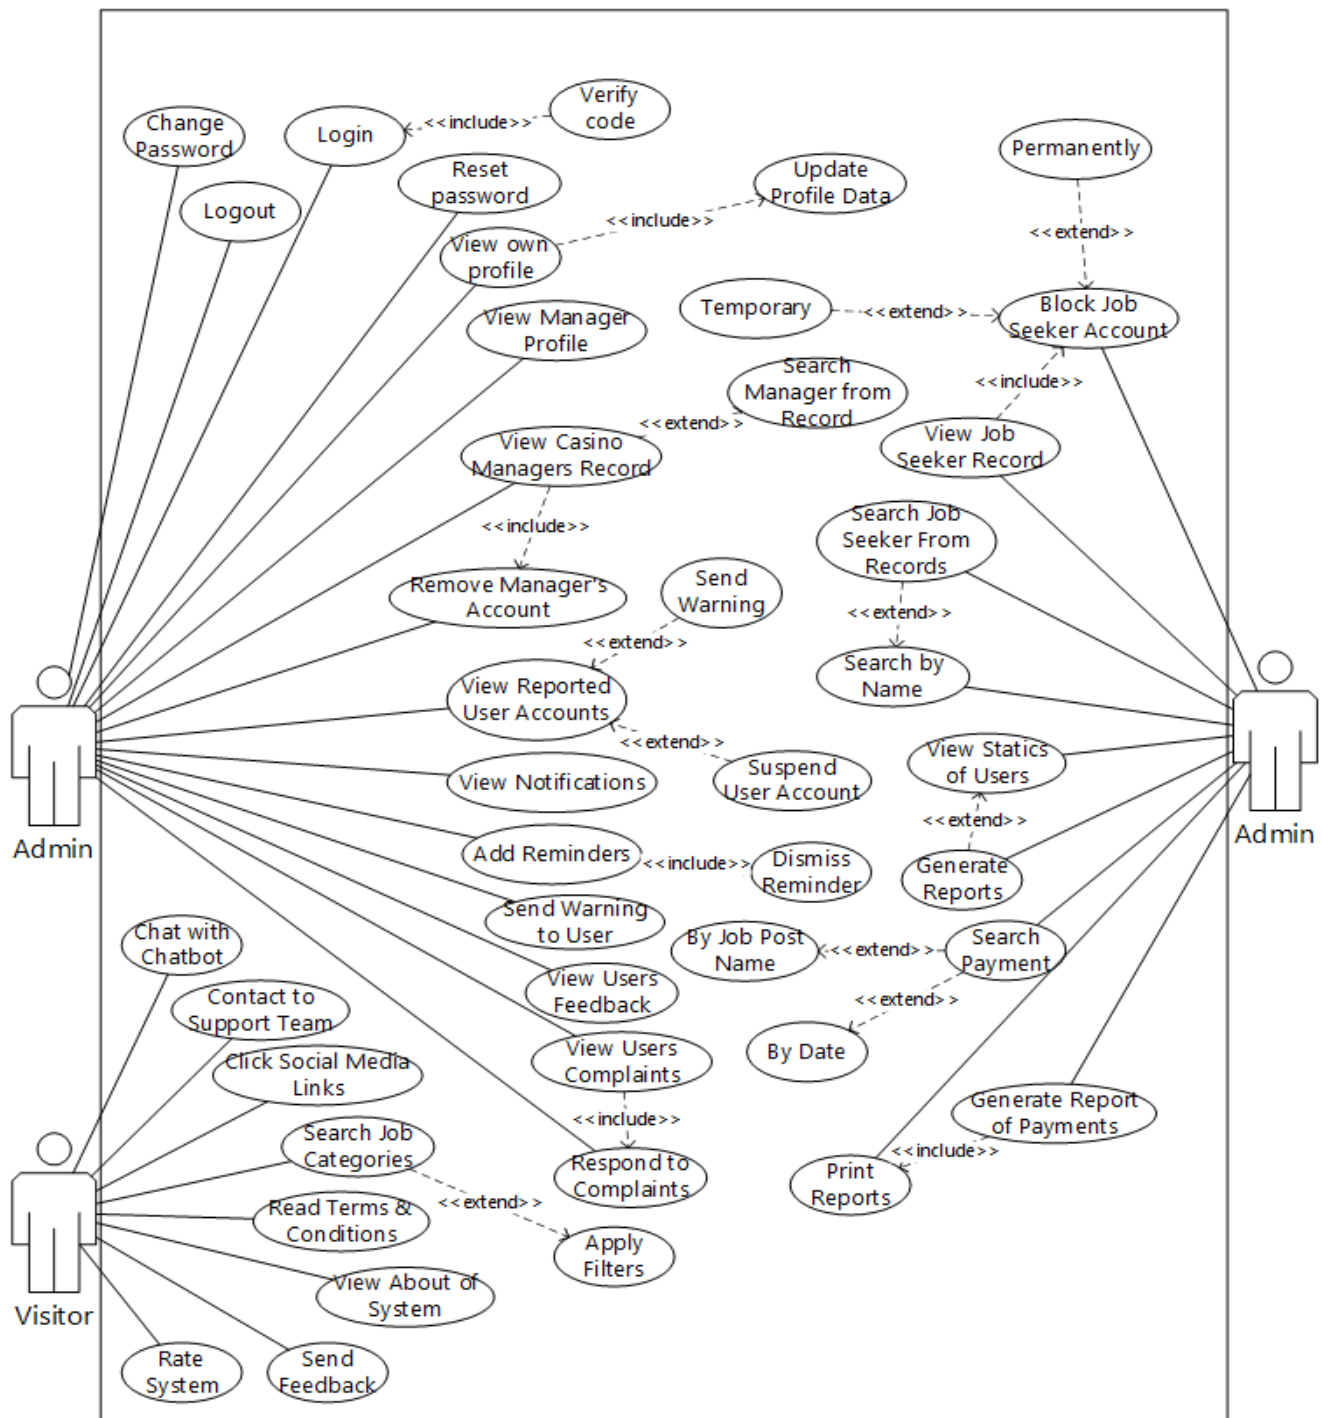 Verify
code
Change
Password
Login
<<include>>
Permanently
Reset
password
Update
Profile Data
Logout
<<include>>
<<extend>>
View own
profile
Temporary
<<extend>>
Block Job
Seeker Account
View Manager
Profile
Search
Manager from
Record
<<include>>
<<extend>>
View Casino
Managers Record
View Job
Seeker Record
<<include>>
Search Job
Seeker From
Records
Remove Manager's
Account
Send
Warning
<<extend>>
<<extend>>
Search by
Name
View Reported
User Accounts
<<extend>>
View Statics
of Users
View Notifications
Suspend
User Account
<<extend>>
Admin
Admin
Add Reminders
<<include>>
Dismiss
Reminder
Generate
Reports
Send Warning
to User
Chat with
Chatbot
By Job Post
Name
<<extend>>
Search
Payment
View Users
Feedback
<<extend>>
Contact to
Support Team
By Date
View Users
Complaints
Click Social Media
Links
<<include>>
Generate Report
of Payments
Search Job
Categories
<<include>>
Respond to
Complaints
Print
Reports
<<extend>>
Read Terms &
Conditions
Apply
Filters
View About of
System
Visitor
Rate
System
Send
Feedback